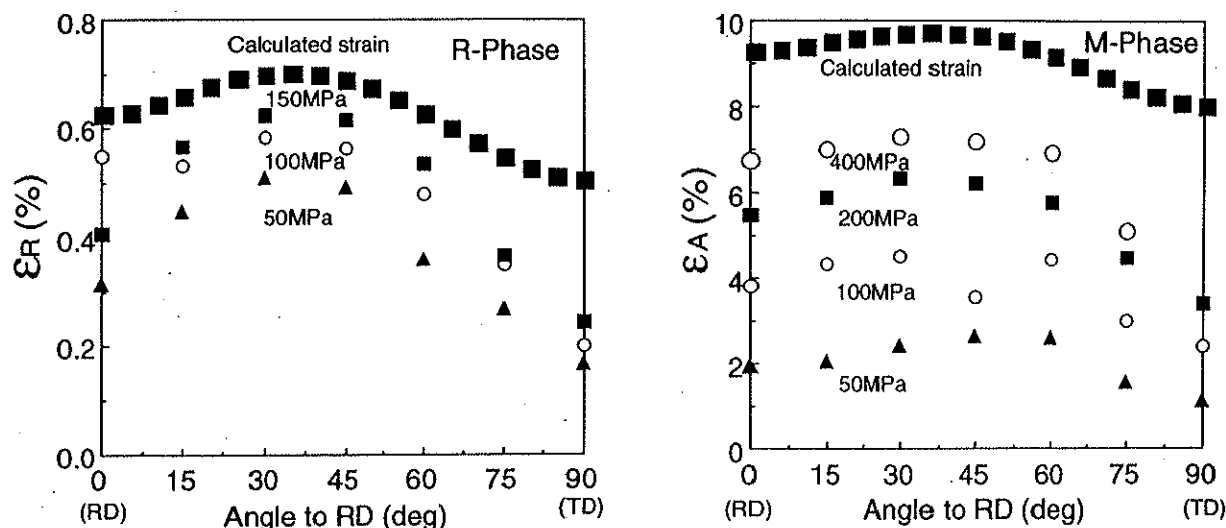 0.8
R-Phase
Calculated strain
150MPa
0.6
100MPa
50MPa
εR (%)
0.4
0.2
0.0
0 15 30 45 60 75 90
(RD) Angle to RD (deg) (TD)
10
M-Phase
Calculated strain
8
400MPa
6
200MPa
εA (%)
4
100MPa
2
50MPa
0
0 15 30 45 60 75 90
(RD) Angle to RD (deg) (TD)